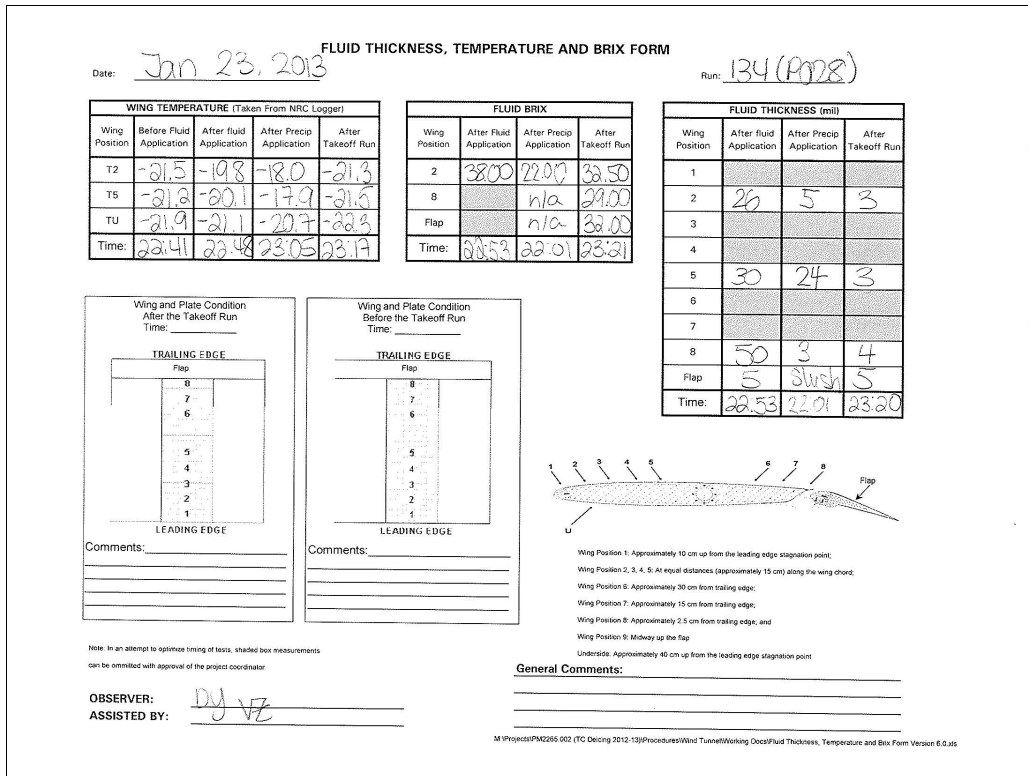 FLUID THICKNESS, TEMPERATURE AND BRIX FORM
Date: Jan 23, 2013
Run: 134 (P028)
WING TEMPERATURE (Taken From NRC Logger)
Wing Position Before Fluid Application After fluid Application After Precip Application After Takeoff Run
T2 -21.5 -19.8 -18.0 -21.3
T5 -21.2 -20.1 -17.9 -21.5
TU -21.9 -21.1 -20.7 -22.3
Time: 22:41 22:48 23:05 23:17
FLUID BRIX
Wing Position After Fluid Application After Precip Application After Takeoff Run
2 38.00 22.00 32.50
8 n/a 29.00
Flap n/a 32.00
Time: 22:53 22:01 23:21
FLUID THICKNESS (mil)
Wing Position After fluid Application After Precip Application After Takeoff Run
1
2 26 5 3
3
4
5 30 24 3
6
7
8 50 3 4
Flap 5 Slush 5
Time: 22:53 22:01 23:20
Wing and Plate Condition
After the Takeoff Run
Time:
TRAILING EDGE
Flap
8
7
6
5
4
3
2
1
LEADING EDGE
Comments:
Wing and Plate Condition
Before the Takeoff Run
Time:
TRAILING EDGE
Flap
8
7
6
5
4
3
2
1
LEADING EDGE
Comments:
1 2 3 4 5 6 7 8 Flap
U
Wing Position 1: Approximately 10 cm up from the leading edge stagnation point;
Wing Position 2, 3, 4, 5: At equal distances (approximately 15 cm) along the wing chord;
Wing Position 6: Approximately 30 cm from trailing edge;
Wing Position 7: Approximately 15 cm from trailing edge;
Wing Position 8: Approximately 2.5 cm from trailing edge; and
Wing Position 9: Midway up the flap
Underside: Approximately 40 cm up from the leading edge stagnation point
Note: In an attempt to optimize timing of tests, shaded box measurements
can be ommitted with approval of the project coordinator
General Comments:
OBSERVER: DY
ASSISTED BY: VZ
M:\Projects\PM2265.002 (TC Deicing 2012-13)\Procedures\Wind Tunnel\Working Docs\Fluid Thickness, Temperature and Brix Form Version 6.0.xls